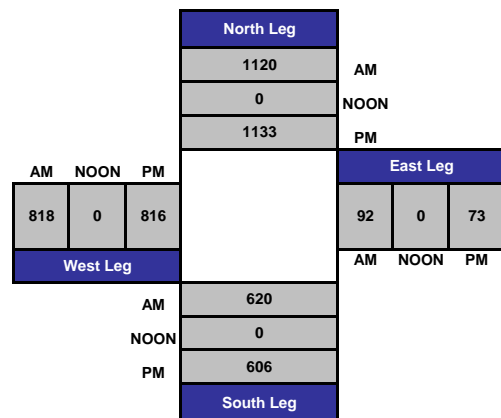 North Leg
1120 AM
0 NOON
1133 PM
AM NOON PM
East Leg
818 0 816
92 0 73
West Leg
AM NOON PM
AM 620
NOON 0
PM 606
South Leg